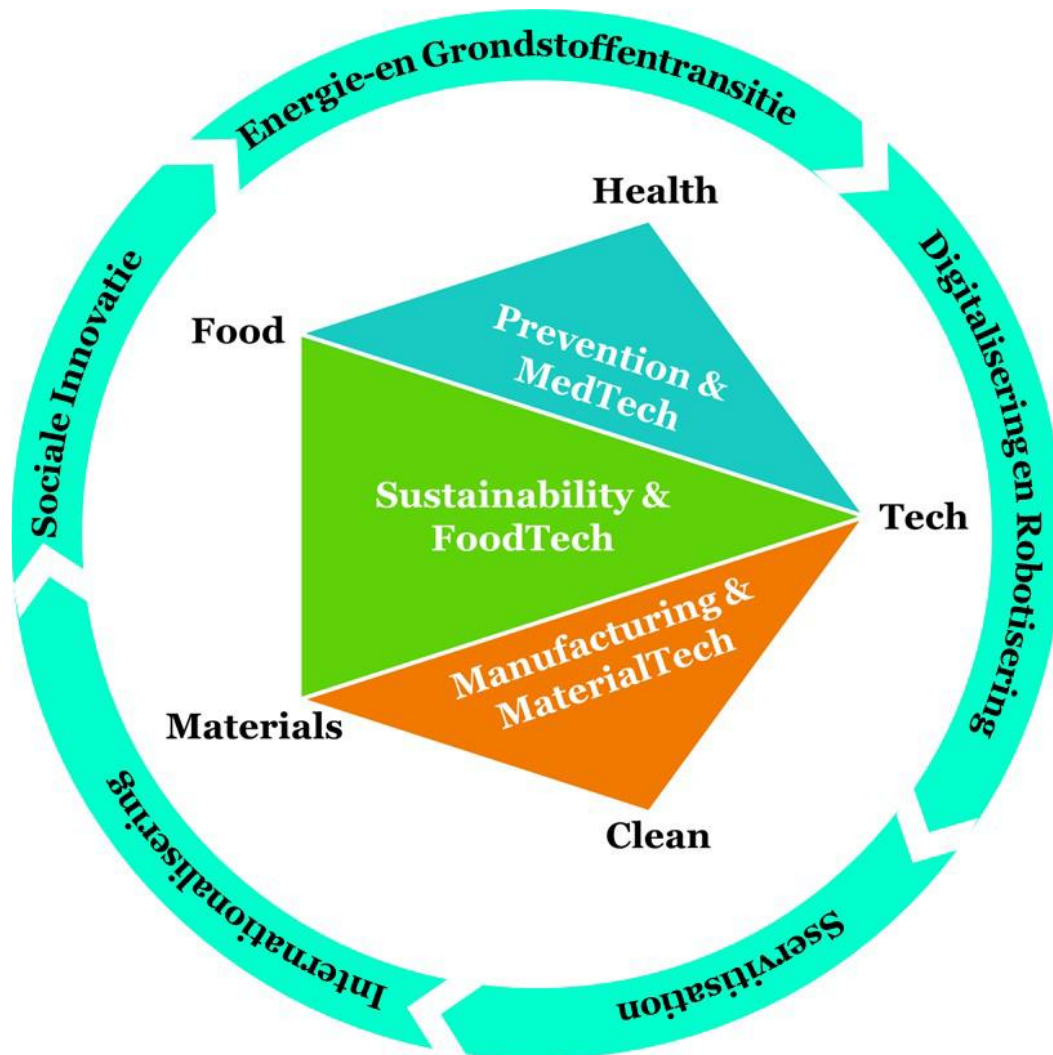 Energie-en Grondstoffentransitie
Digitalisering en Robotisering
Sservitisation
Internationalisering
Sociale Innovatie
Health
Food
Prevention &
MedTech
Sustainability &
FoodTech
Tech
Manufacturing &
MaterialTech
Materials
Clean